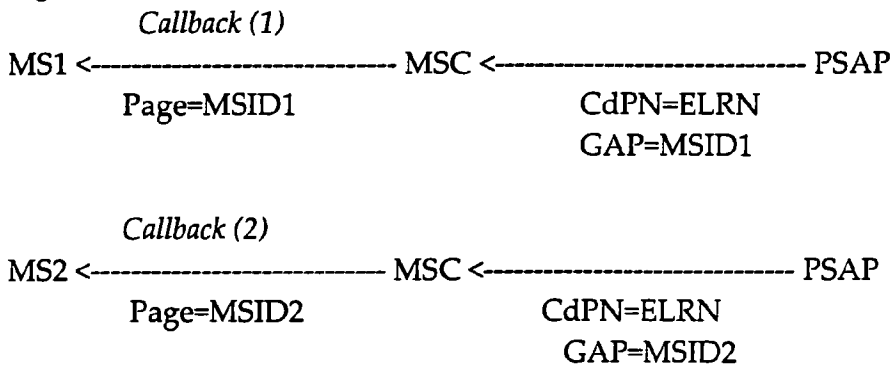 Callback (1)
MS1 <---------------------------- MSC <---------------------------- PSAP
Page=MSID1 CdPN=ELRN
GAP=MSID1
Callback (2)
MS2 <---------------------------- MSC <---------------------------- PSAP
Page=MSID2 CdPN=ELRN
GAP=MSID2